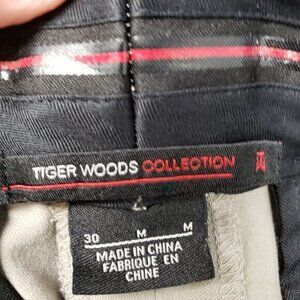 TIGER WOODS COLLECTION
30 M M
MADE IN CHINA
FABRIQUE EN
CHINE